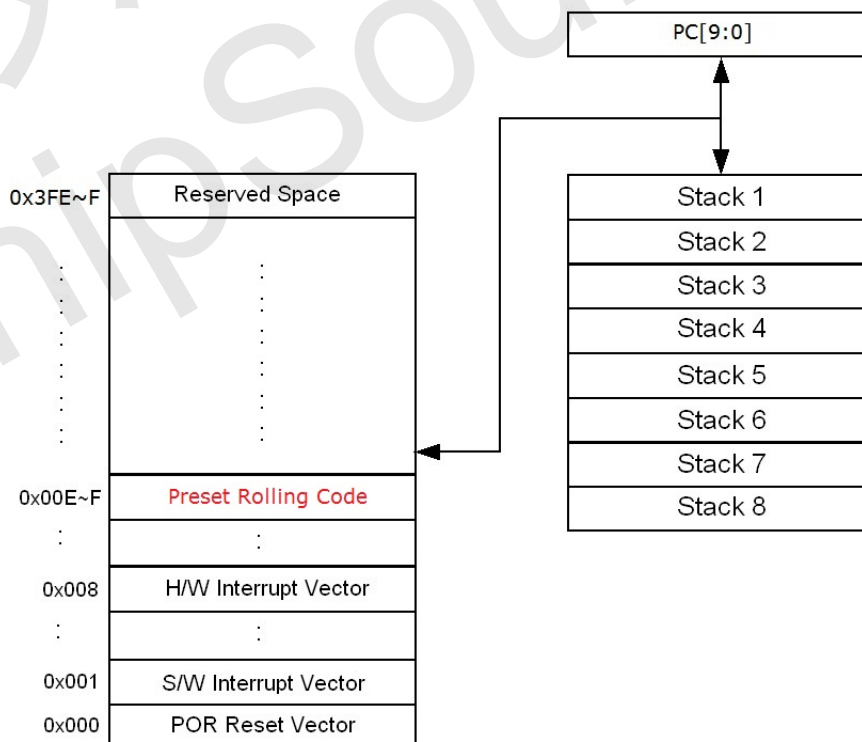 PC[9:0]
0x3FE~F Reserved Space
Stack 1
Stack 2
Stack 3
Stack 4
Stack 5
Stack 6
Stack 7
Stack 8
0x00E~F Preset Rolling Code
0x008 H/W Interrupt Vector
0x001 S/W Interrupt Vector
0x000 POR Reset Vector